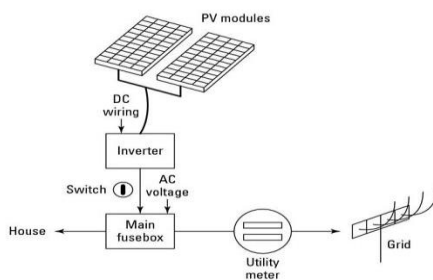 PV modules
DC
wiring
Inverter
Switch
AC
voltage
House
Main
fusebox
Utility
meter
Grid